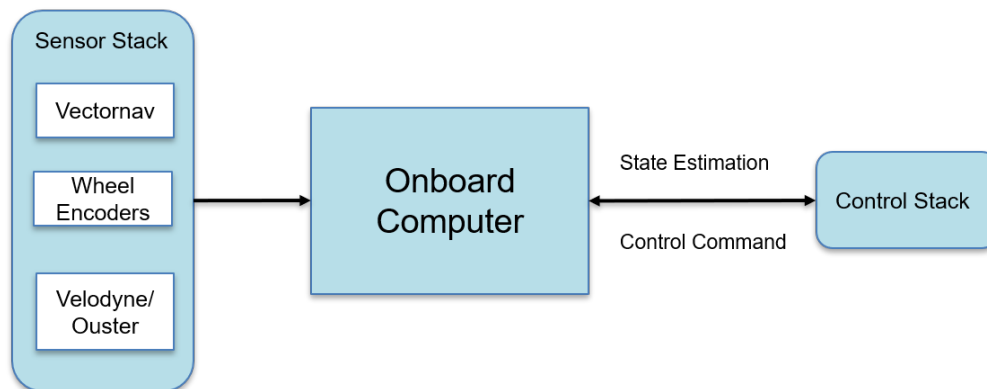 Sensor Stack
Vectornav
Wheel
Encoders
Velodyne/
Ouster
Onboard
Computer
State Estimation
Control Command
Control Stack